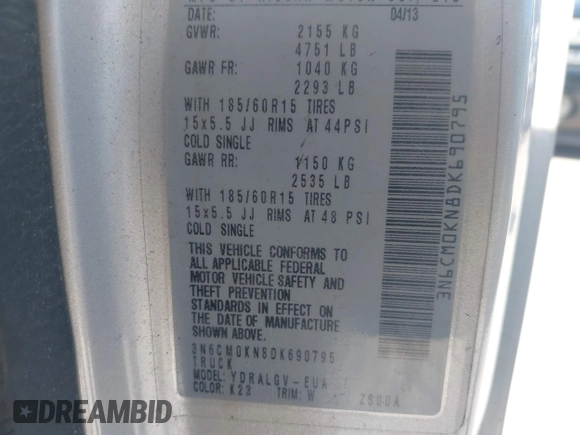 DATE: 04/13
GVWR: 2155 KG
4751 LB
GAWR FR: 1040 KG
2293 LB
WITH 185/60R15 TIRES
15x5.5 JJ RIMS AT 44PSI
COLD SINGLE
GAWR RR: 1150 KG
2535 LB
WITH 185/60R15 TIRES
15x5.5 JJ RIMS AT 48 PSI
COLD SINGLE
THIS VEHICLE CONFORMS TO
ALL APPLICABLE FEDERAL
MOTOR VEHICLE SAFETY AND
THEFT PREVENTION
STANDARDS IN EFFECT ON
THE DATE OF MANUFACTURE
SHOWN ABOVE.
3N6CM0KN8DK690795
TRUCK
MODEL: YDRALGV-EUA
COLOR: K23 TRIM: W ZS00A
3N6CM0KN8DK690795
DREAMBID